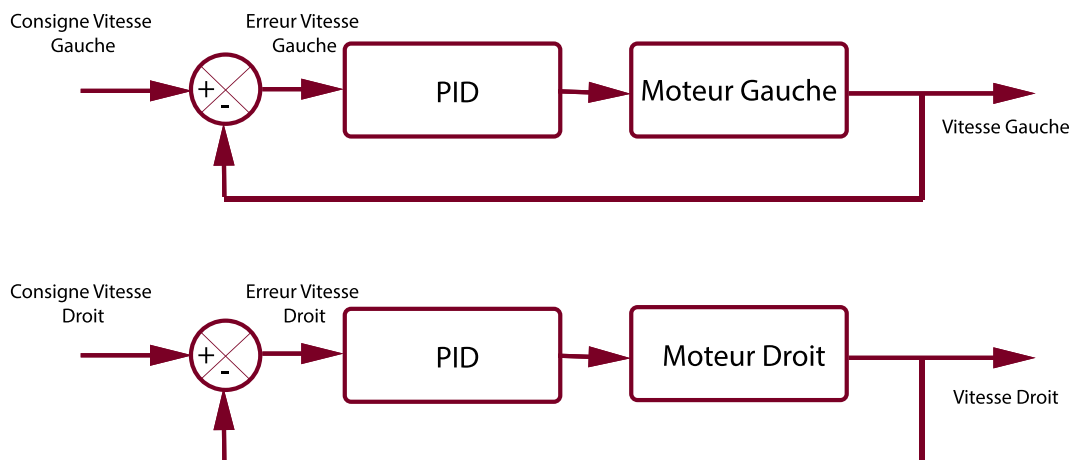 Consigne Vitesse
Gauche
Erreur Vitesse
Gauche
+
-
PID
Moteur Gauche
Vitesse Gauche
Consigne Vitesse
Droit
Erreur Vitesse
Droit
+
-
PID
Moteur Droit
Vitesse Droit